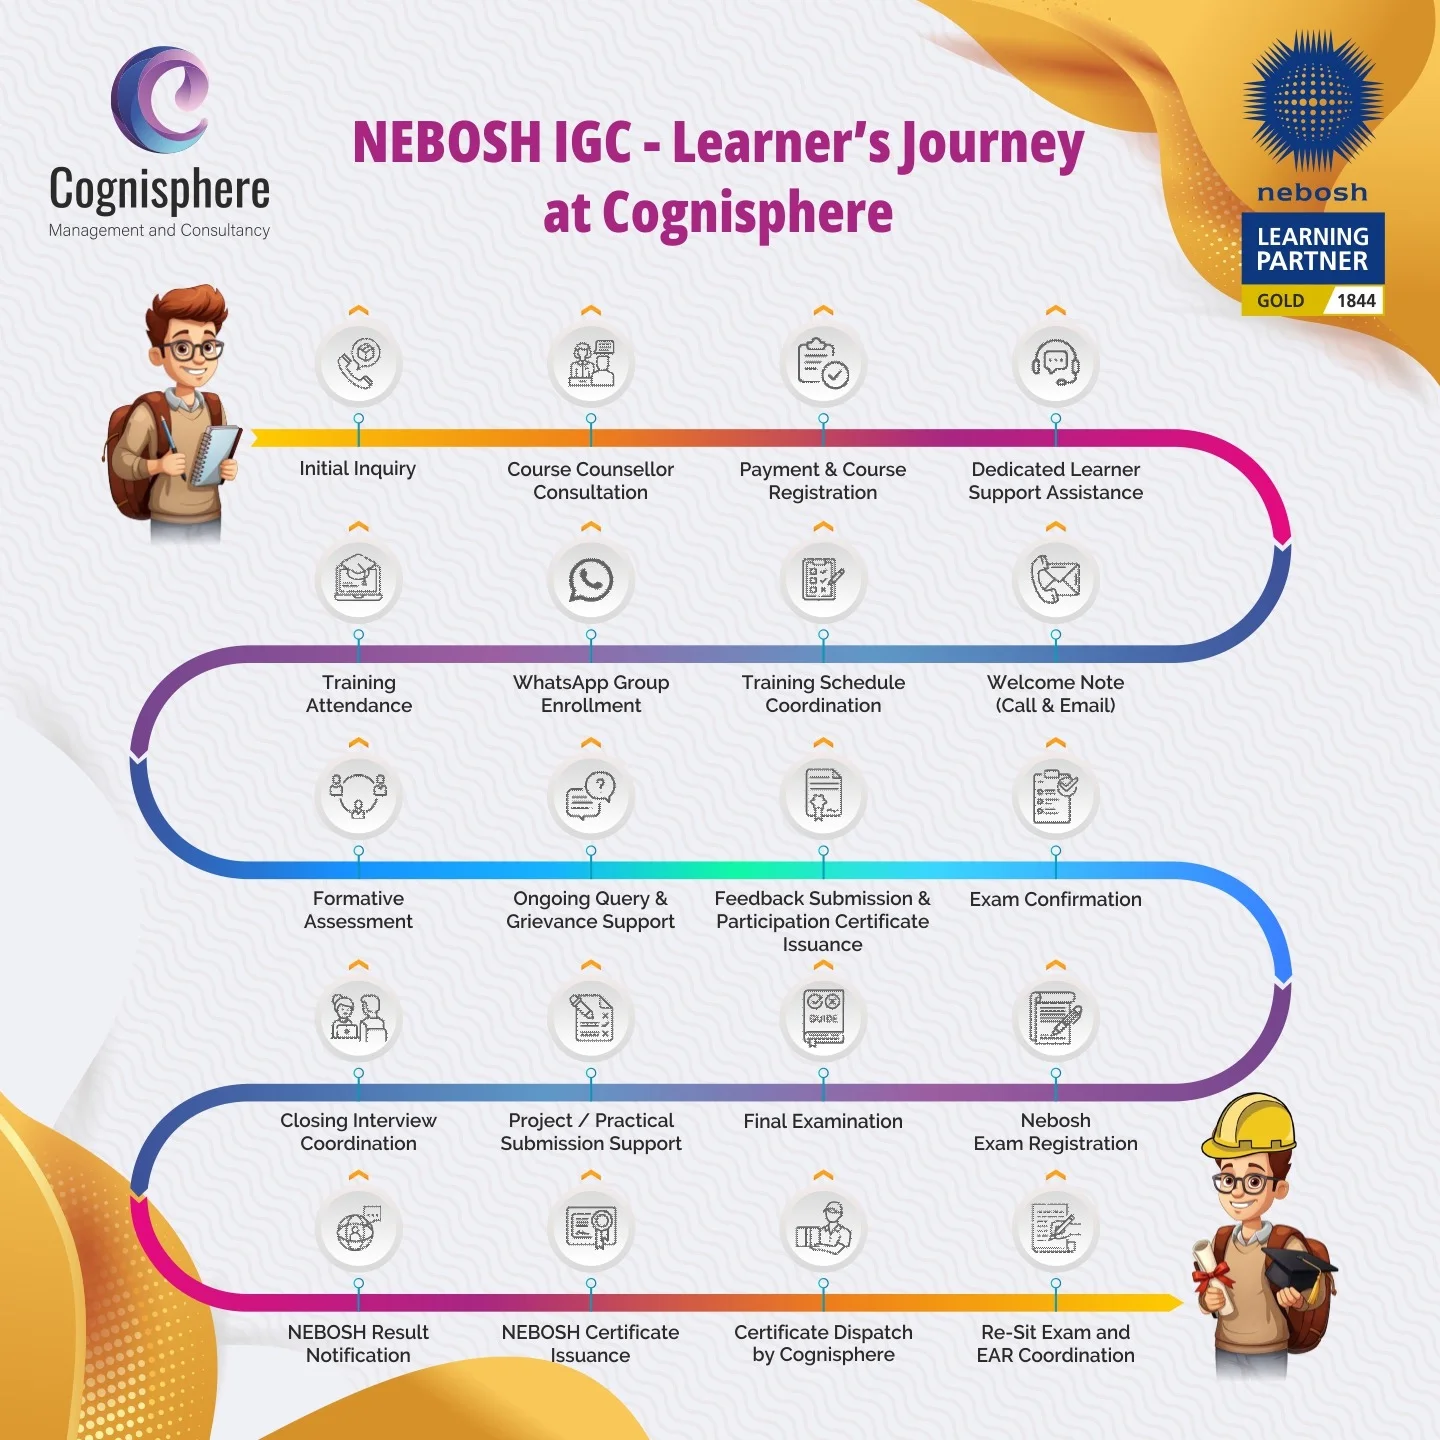 Cognisphere
Management and Consultancy
NEBOSH IGC - Learner's Journey
at Cognisphere
nebosh
LEARNING
PARTNER
GOLD 1844
Initial Inquiry
Course Counsellor
Consultation
Payment & Course
Registration
Dedicated Learner
Support Assistance
Training
Attendance
WhatsApp Group
Enrollment
Training Schedule
Coordination
Welcome Note
(Call & Email)
Formative
Assessment
Ongoing Query &
Grievance Support
Feedback Submission &
Participation Certificate
Issuance
Exam Confirmation
GUIDE
Closing Interview
Coordination
Project / Practical
Submission Support
Final Examination
Nebosh
Exam Registration
NEBOSH Result
Notification
NEBOSH Certificate
Issuance
Certificate Dispatch
by Cognisphere
Re-Sit Exam and
EAR Coordination